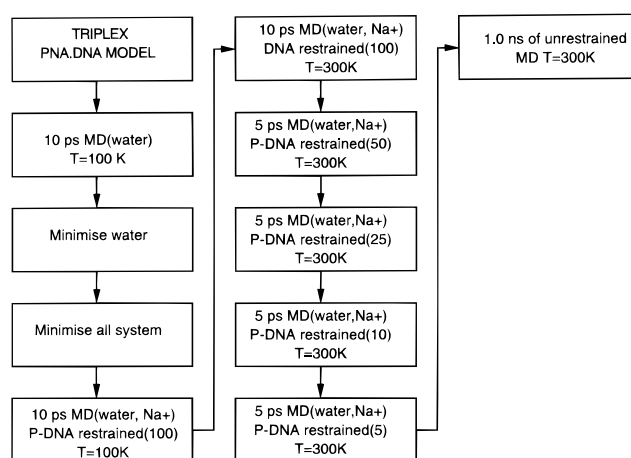 TRIPLEX
PNA.DNA MODEL
10 ps MD(water)
T=100 K
Minimise water
Minimise all system
10 ps MD(water, Na+)
P-DNA restrained(100)
T=100K
10 ps MD(water, Na+)
DNA restrained(100)
T=300K
5 ps MD(water,Na+)
P-DNA restrained(50)
T=300K
5 ps MD(water,Na+)
P-DNA restrained(25)
T=300K
5 ps MD(water,Na+)
P-DNA restrained(10)
T=300K
5 ps MD(water,Na+)
P-DNA restrained(5)
T=300K
1.0 ns of unrestrained
MD T=300K